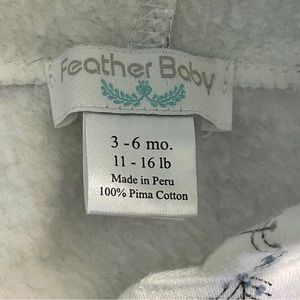 Feather Baby
3 - 6 mo.
11 - 16 lb
Made in Peru
100% Pima Cotton